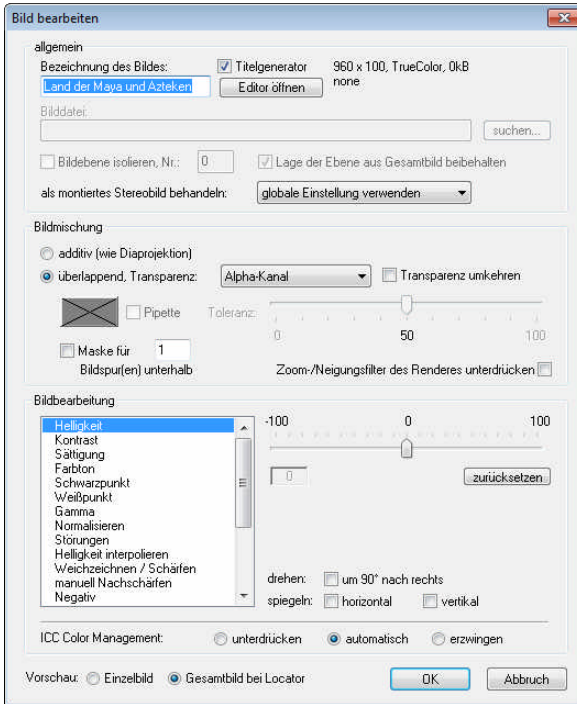 Bild bearbeiten
allgemein
Bezeichnung des Bildes:
Titelgenerator
960 x 100, TrueColor, 0kB
Land der Maya und Azteken
Editor öffnen
none
Bilddatei:
suchen...
Bildebene isolieren, Nr.:
0
Lage der Ebene aus Gesamtbild beibehalten
als montiertes Stereobild behandeln:
globale Einstellung verwenden
Bildmischung
additiv (wie Diaprojektion)
überlappend, Transparenz:
Alpha-Kanal
Transparenz umkehren
Pipette
Toleranz:
0
50
100
Maske für
1
Bildspur(en) unterhalb
Zoom-/Neigungsfilter des Renderes unterdrücken
Bildbearbeitung
Helligkeit
Kontrast
Sättigung
Farbton
Schwarzpunkt
Weißpunkt
Gamma
Normalisieren
Störungen
Helligkeit interpolieren
Weichzeichnen / Schärfen
manuell Nachschärfen
Negativ
-100
0
100
0
zurücksetzen
drehen:
um 90° nach rechts
spiegeln:
horizontal
vertikal
ICC Color Management:
unterdrücken
automatisch
erzwingen
Vorschau:
Einzelbild
Gesamtbild bei Locator
OK
Abbruch